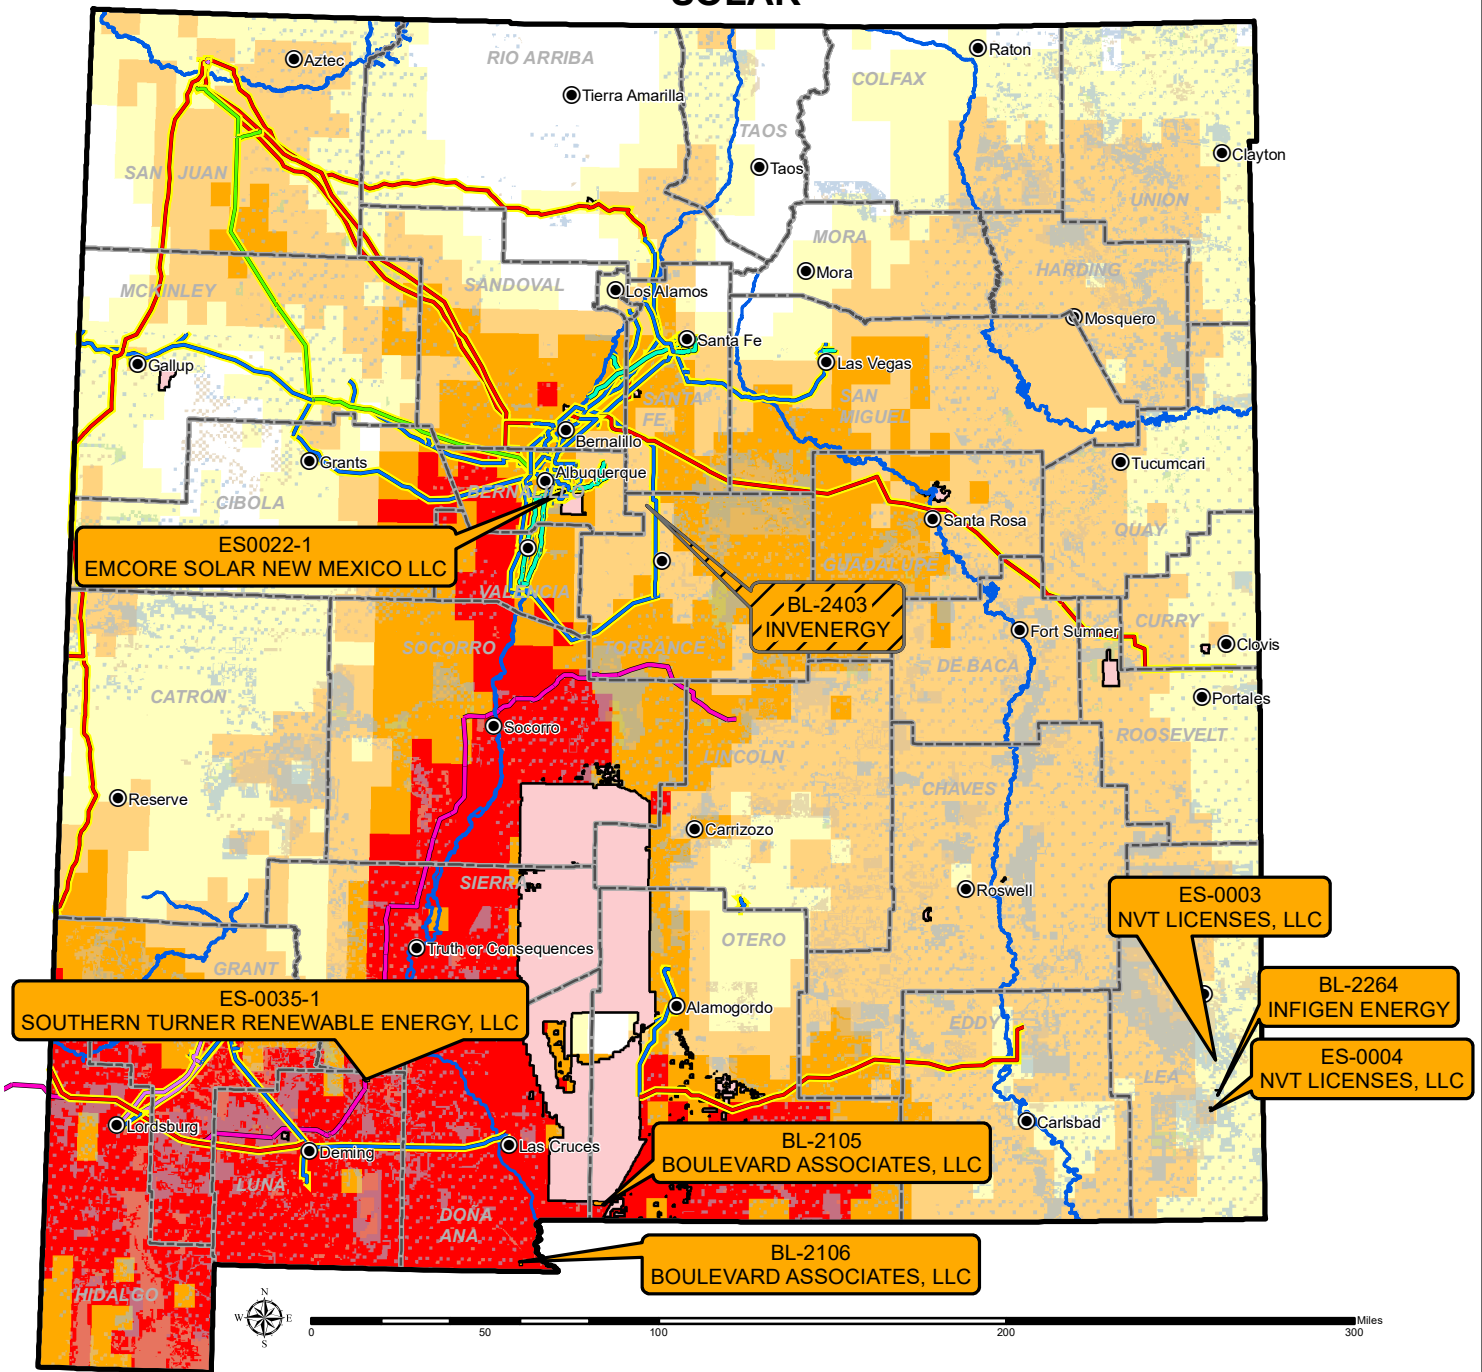 SOLAR
Aztec
RIO ARRIBA
Raton
COLFAX
Tierra Amarilla
TAOS
Taos
Clayton
SAN JUAN
UNION
MORA
Mora
HARDING
MCKINLEY
SANDOVAL
Los Alamos
Mosquero
Santa Fe
Gallup
Las Vegas
SANTA
FE
SAN
MIGUEL
Bernalillo
Grants
Albuquerque
Tucumcari
CIBOLA
Santa Rosa
QUAY
ES0022-1
EMCORE SOLAR NEW MEXICO LLC
GUADALUPE
VALENCIA
BL-2403
INVENERGY
Fort Sumner
CURRY
Clovis
SOCORRO
TORRANCE
DE BACA
CATRON
Portales
Socorro
ROOSEVELT
LINCOLN
CHAVES
Reserve
Carrizozo
SIERRA
Roswell
ES-0003
NVT LICENSES, LLC
OTERO
Truth or Consequences
GRANT
BL-2264
INFIGEN ENERGY
ES-0035-1
SOUTHERN TURNER RENEWABLE ENERGY, LLC
Alamogordo
EDDY
ES-0004
NVT LICENSES, LLC
LEA
Lordsburg
Carlsbad
Deming
Las Cruces
BL-2105
BOULEVARD ASSOCIATES, LLC
LUNA
DOÑA
ANA
BL-2106
BOULEVARD ASSOCIATES, LLC
HIDALGO
N
W E
S
Miles
0 50 100 200 300